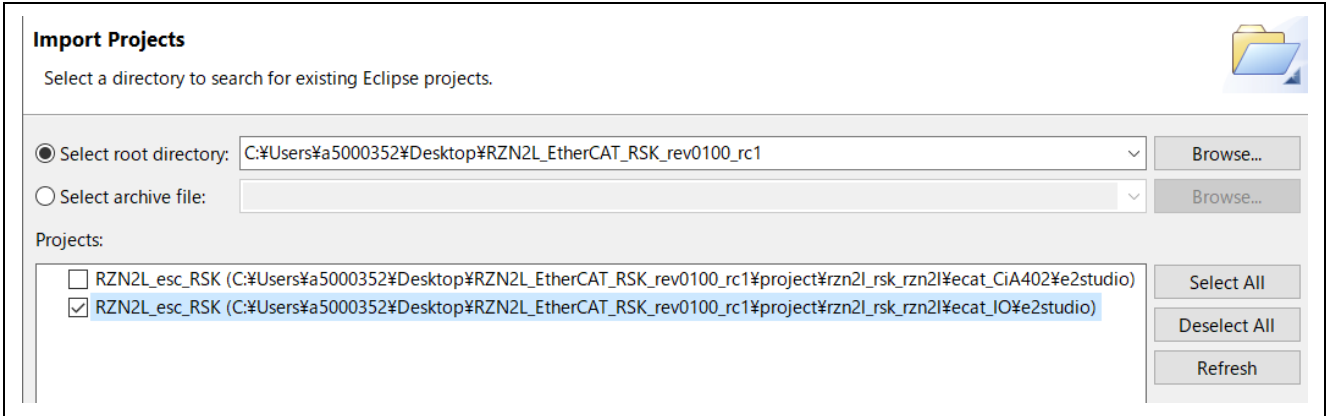 Import Projects
Select a directory to search for existing Eclipse projects.
Select root directory: C:¥Users¥a5000352¥Desktop¥RZN2L_EtherCAT_RSK_rev0100_rc1 Browse...
Select archive file: Browse...
Projects:
RZN2L_esc_RSK (C:¥Users¥a5000352¥Desktop¥RZN2L_EtherCAT_RSK_rev0100_rc1¥project¥rzn2l_rsk_rzn2l¥ecat_CiA402¥e2studio) Select All
RZN2L_esc_RSK (C:¥Users¥a5000352¥Desktop¥RZN2L_EtherCAT_RSK_rev0100_rc1¥project¥rzn2l_rsk_rzn2l¥ecat_IO¥e2studio)
Deselect All
Refresh